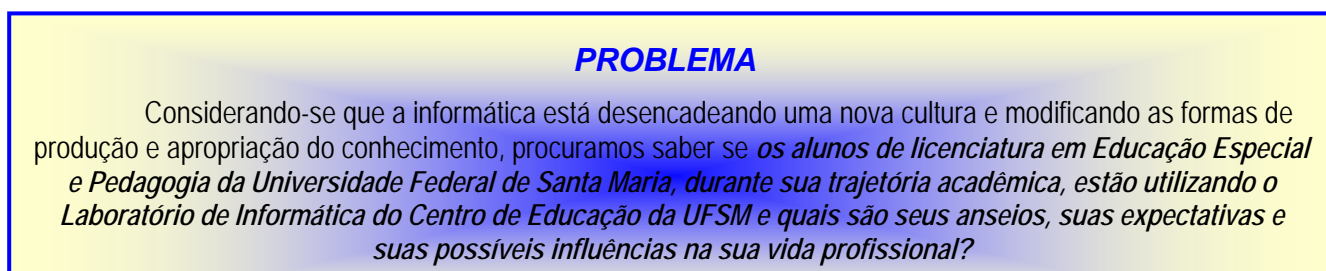 PROBLEMA
Considerando-se que a informática está desencadeando uma nova cultura e modificando as formas de
produção e apropriação do conhecimento, procuramos saber se os alunos de licenciatura em Educação Especial
e Pedagogia da Universidade Federal de Santa Maria, durante sua trajetória acadêmica, estão utilizando o
Laboratório de Informática do Centro de Educação da UFSM e quais são seus anseios, suas expectativas e
suas possíveis influências na sua vida profissional?